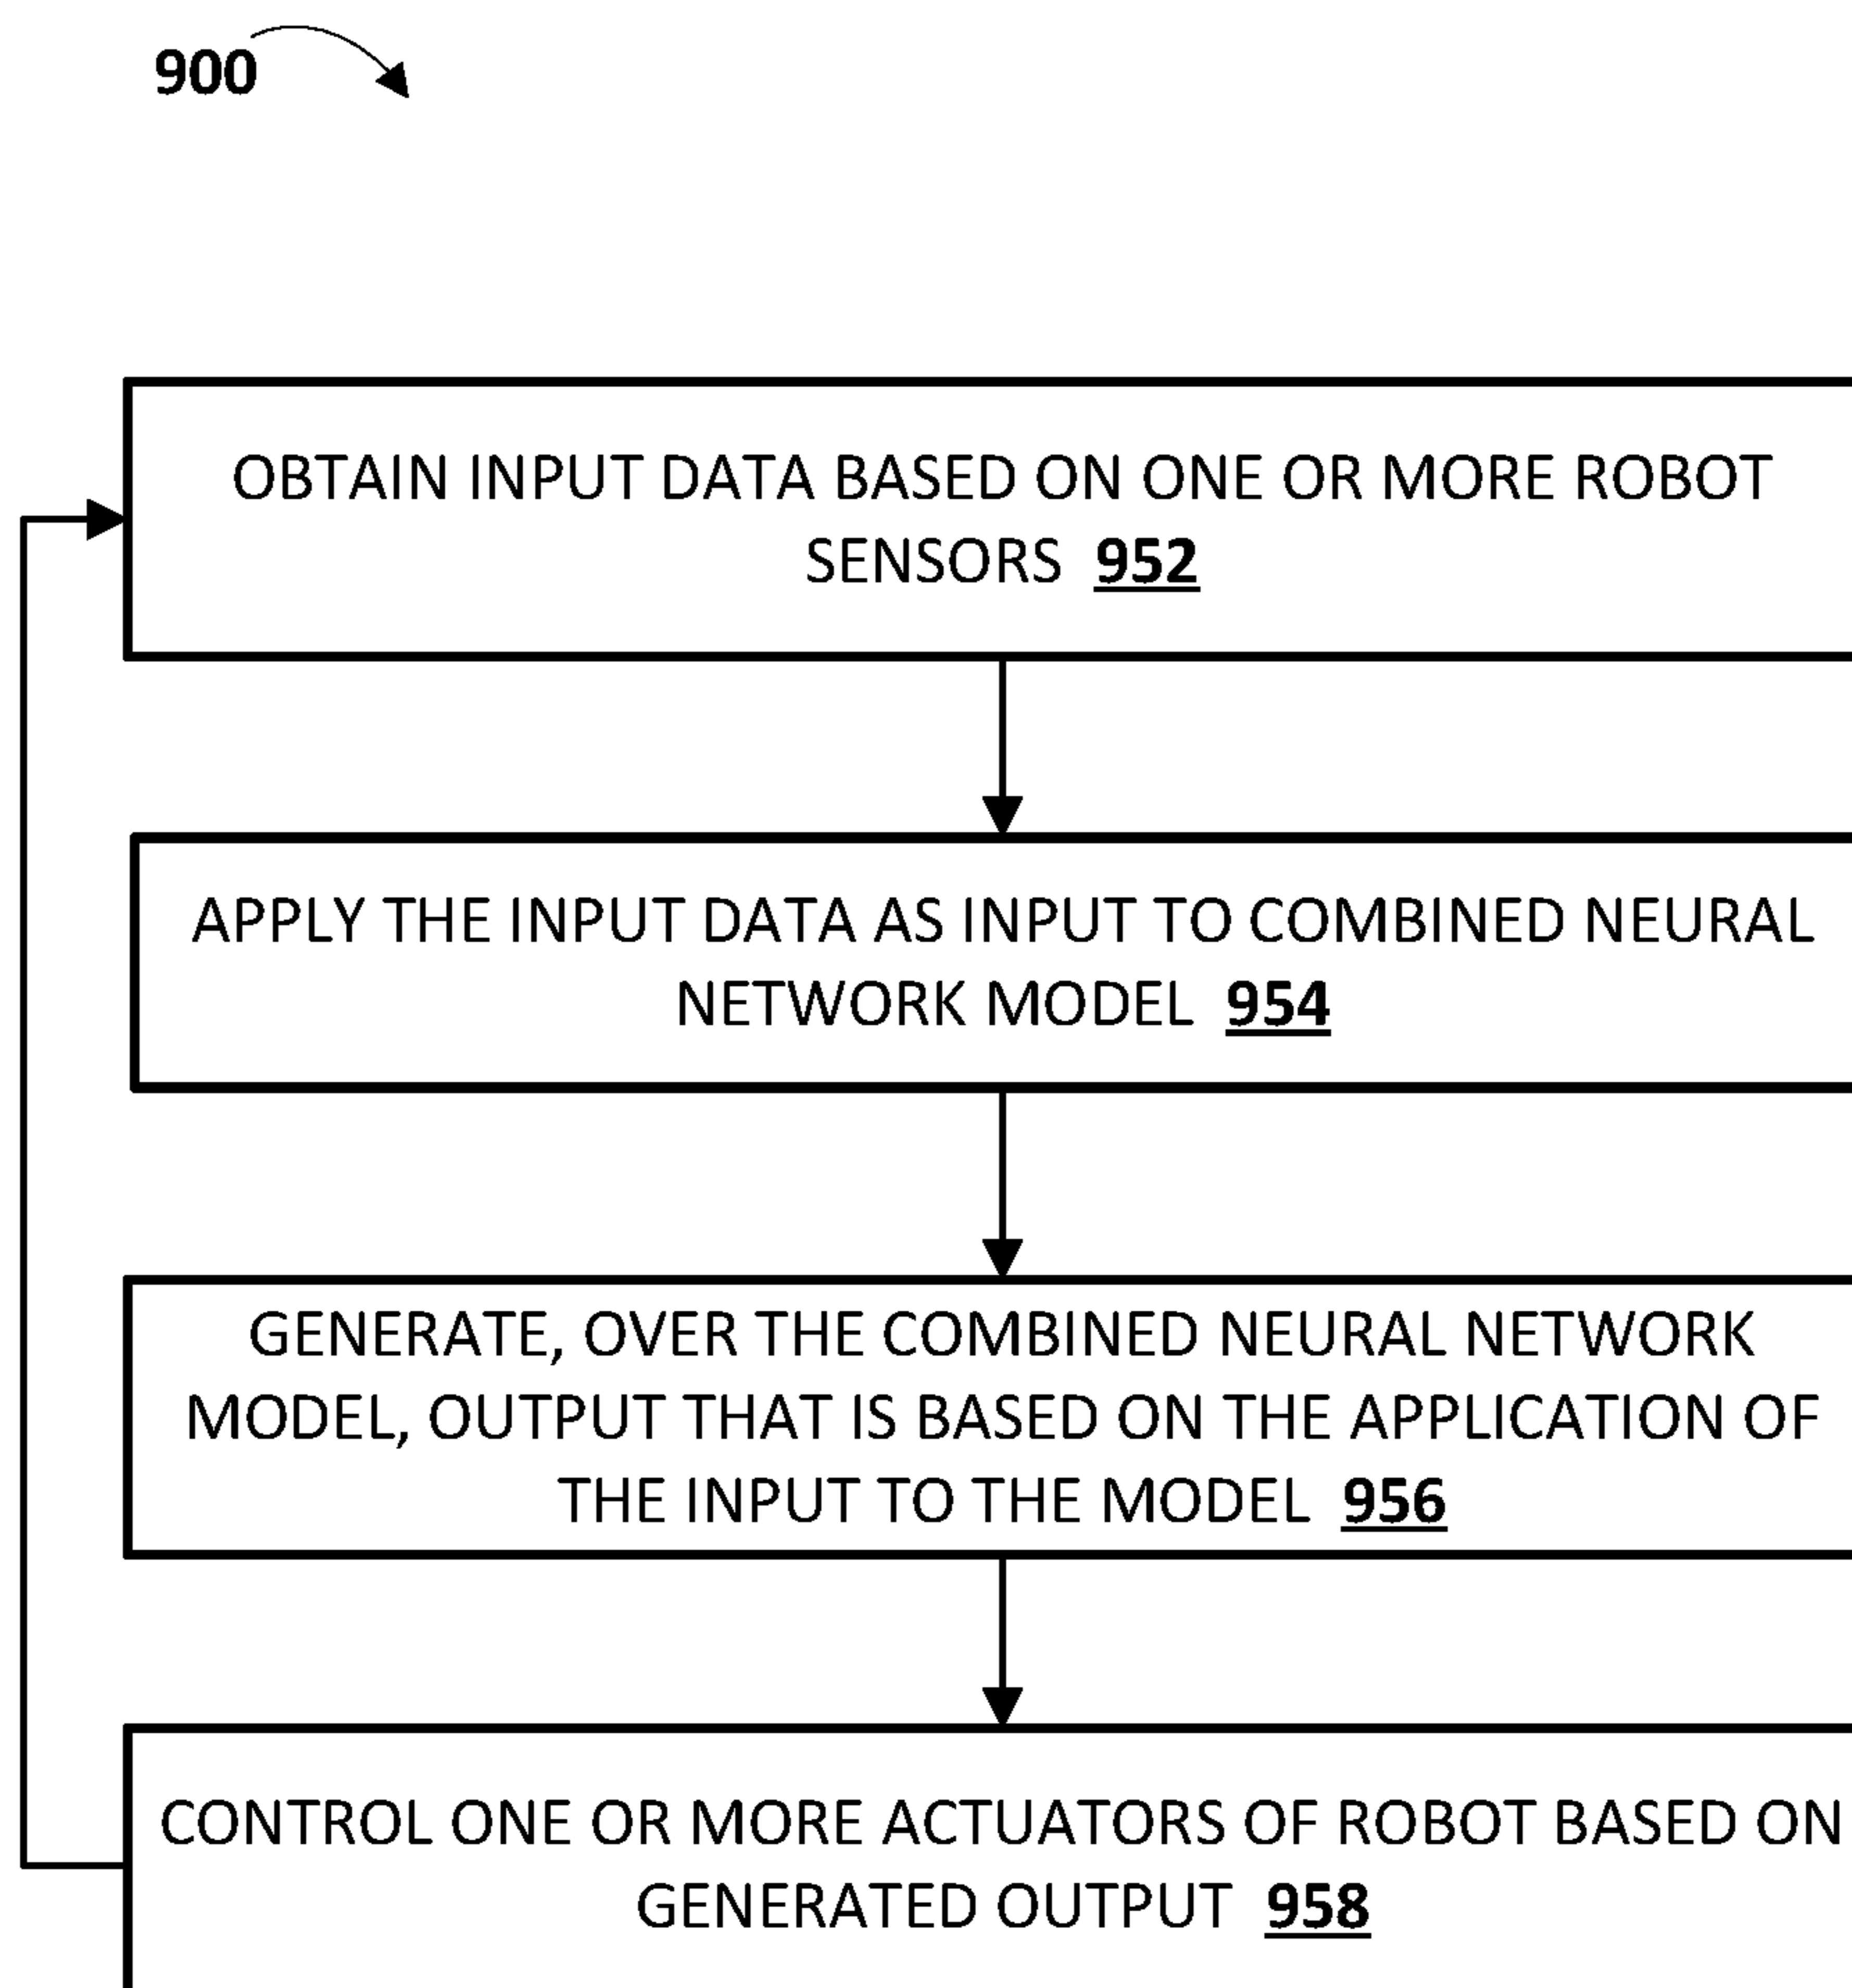 900
OBTAIN INPUT DATA BASED ON ONE OR MORE ROBOT
SENSORS 952
APPLY THE INPUT DATA AS INPUT TO COMBINED NEURAL
NETWORK MODEL 954
GENERATE, OVER THE COMBINED NEURAL NETWORK
MODEL, OUTPUT THAT IS BASED ON THE APPLICATION OF
THE INPUT TO THE MODEL 956
CONTROL ONE OR MORE ACTUATORS OF ROBOT BASED ON
GENERATED OUTPUT 958